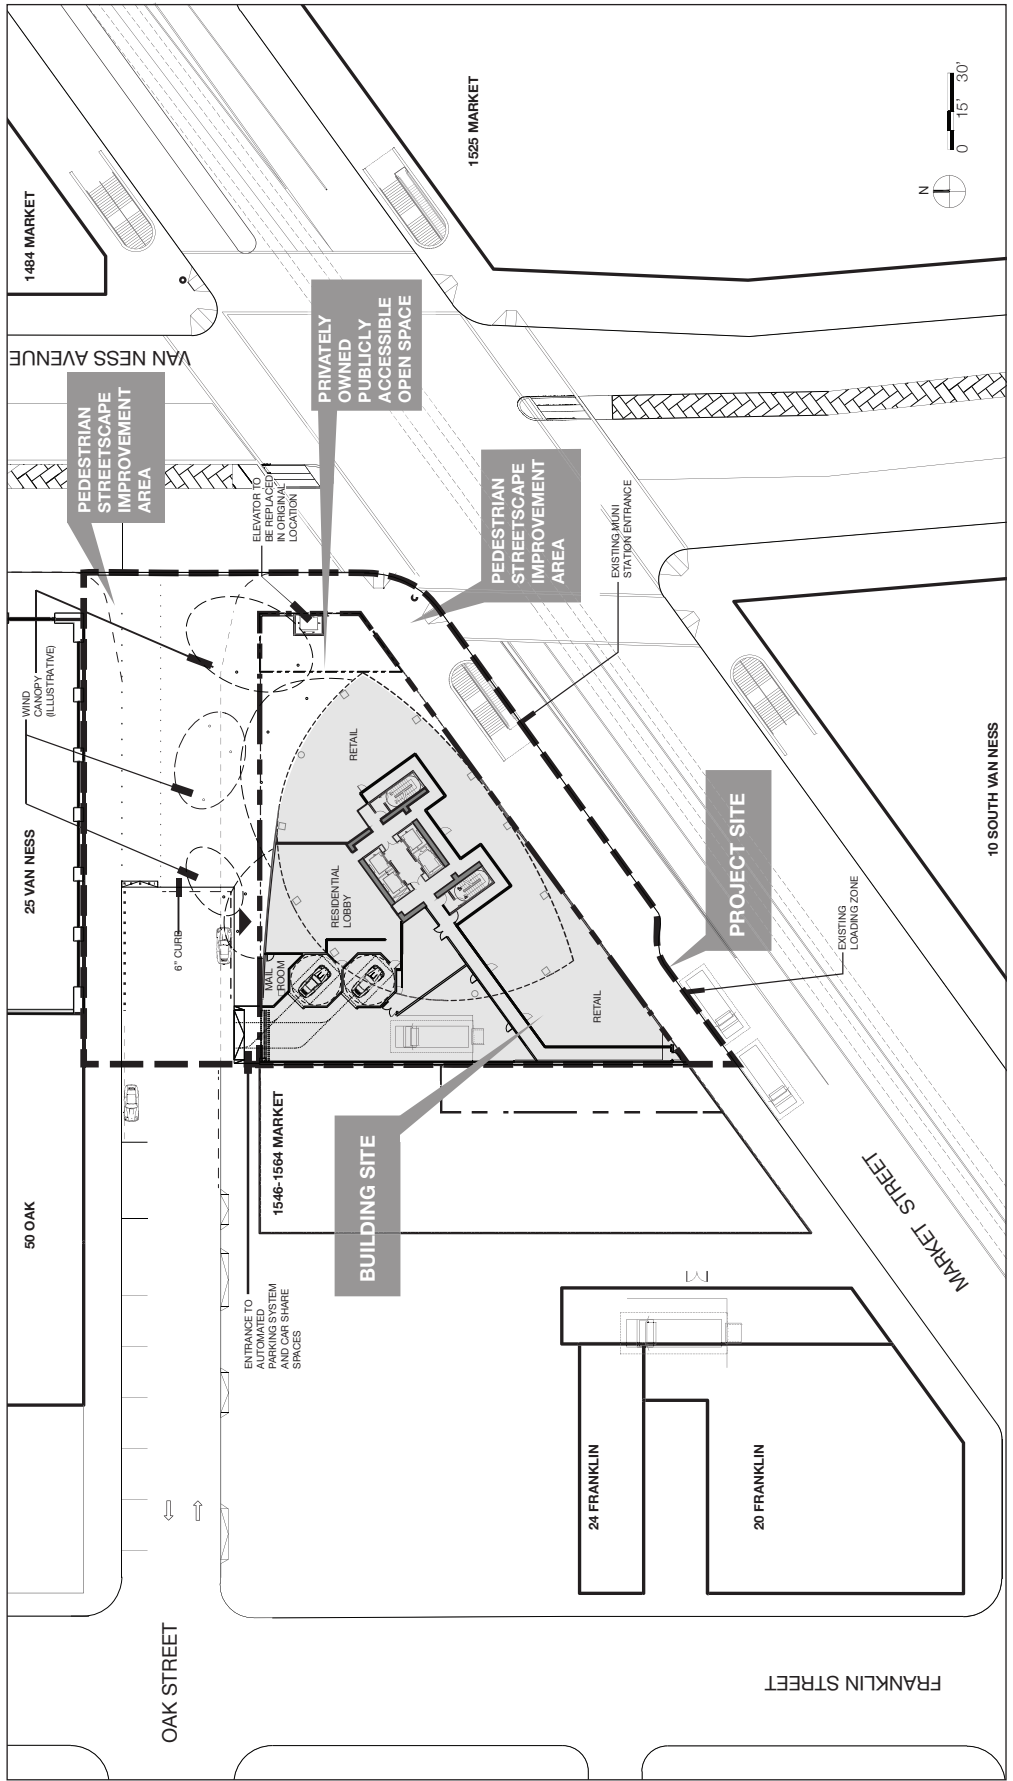 1484 MARKET
1525 MARKET
0 15' 30'
N
VAN NESS AVENUE
PEDESTRIAN
STREETSCAPE
IMPROVEMENT
AREA
PRIVATELY
OWNED
PUBLICLY
ACCESSIBLE
OPEN SPACE
ELEVATOR TO
BE REPLACED
IN ORIGINAL
LOCATION
PEDESTRIAN
STREETSCAPE
IMPROVEMENT
AREA
EXISTING MUNI
STATION ENTRANCE
WIND
CANOPY
(ILLUSTRATIVE)
25 VAN NESS
6" CURB
RETAIL
RESIDENTIAL
LOBBY
MAIL
ROOM
RETAIL
PROJECT SITE
EXISTING
LOADING ZONE
10 SOUTH VAN NESS
50 OAK
1546-1564 MARKET
BUILDING SITE
ENTRANCE TO
AUTOMATED
PARKING SYSTEM
AND CAR SHARE
SPACES
MARKET STREET
24 FRANKLIN
20 FRANKLIN
OAK STREET
FRANKLIN STREET